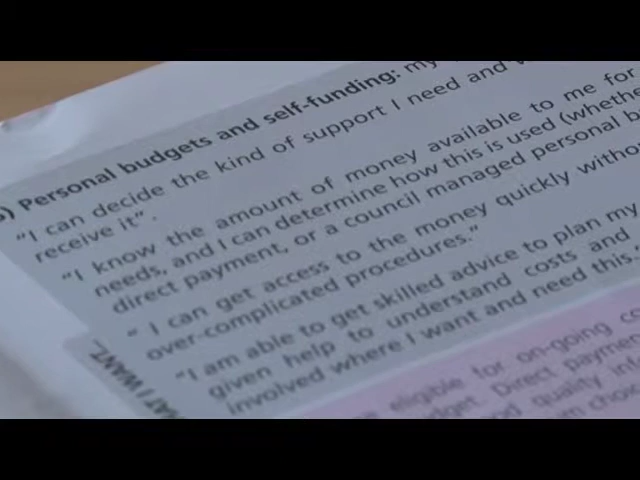 ) Personal budgets and self-funding: my
"I can decide the kind of support I need and
receive it".
"I know the amount of money available to me for
needs, and I can determine how this is used (whether
direct payment, or a council managed personal
" I can get access to the money quickly without
over-complicated procedures."
"I am able to get skilled advice to plan my
given help to understand costs and
involved where I want and need this.
WHAT I WANT
eligible for on-going
budget. Direct payment
quality